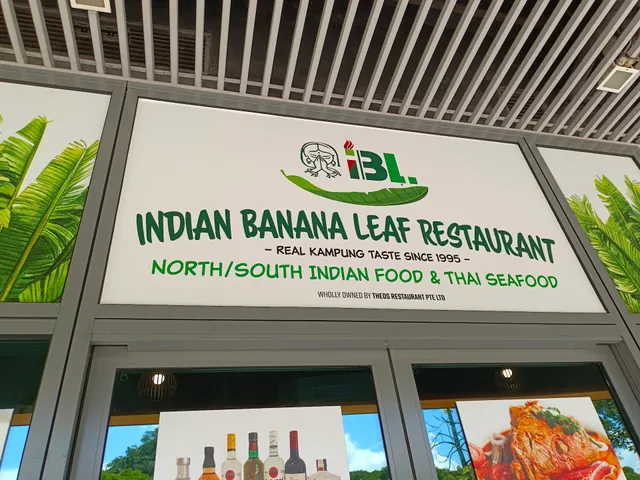 iBL.
INDIAN BANANA LEAF RESTAURANT
- REAL KAMPUNG TASTE SINCE 1995 -
NORTH/SOUTH INDIAN FOOD & THAI SEAFOOD
WHOLLY OWNED BY THEOS RESTAURANT PTE LTD